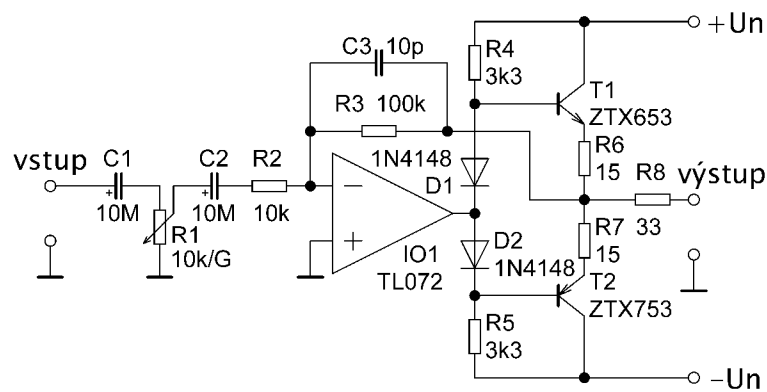 +Un
R4
3k3
C3 10p
T1
ZTX653
R3 100k
1N4148
R6
15
vstup
C1
C2
R2
D1
R8
výstup
+
10M
+
10M
10k
−
R1
10k/G
+
IO1
TL072
D2
1N4148
R7
15
33
T2
ZTX753
R5
3k3
−Un